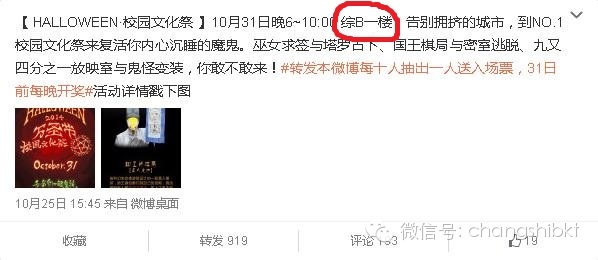 【 HALLOWEEN·校园文化祭 】10月31日晚6~10:00 综B一楼，告别拥挤的城市，到NO.1
校园文化祭来复活你内心沉睡的魔鬼。巫女求签与塔罗占卜、国王棋局与密室逃脱、九又
四分之一放映室与鬼怪变装，你敢不敢来！#转发本微博每十人抽出一人送入场票，31日
前每晚开奖#活动详情戳下图
HALLOWEEN
2014
万圣节
校园文化祭
October.31
10月25日 15:45 来自 微博桌面
微信号: changshibkt
收藏
转发 919
评论 153
19